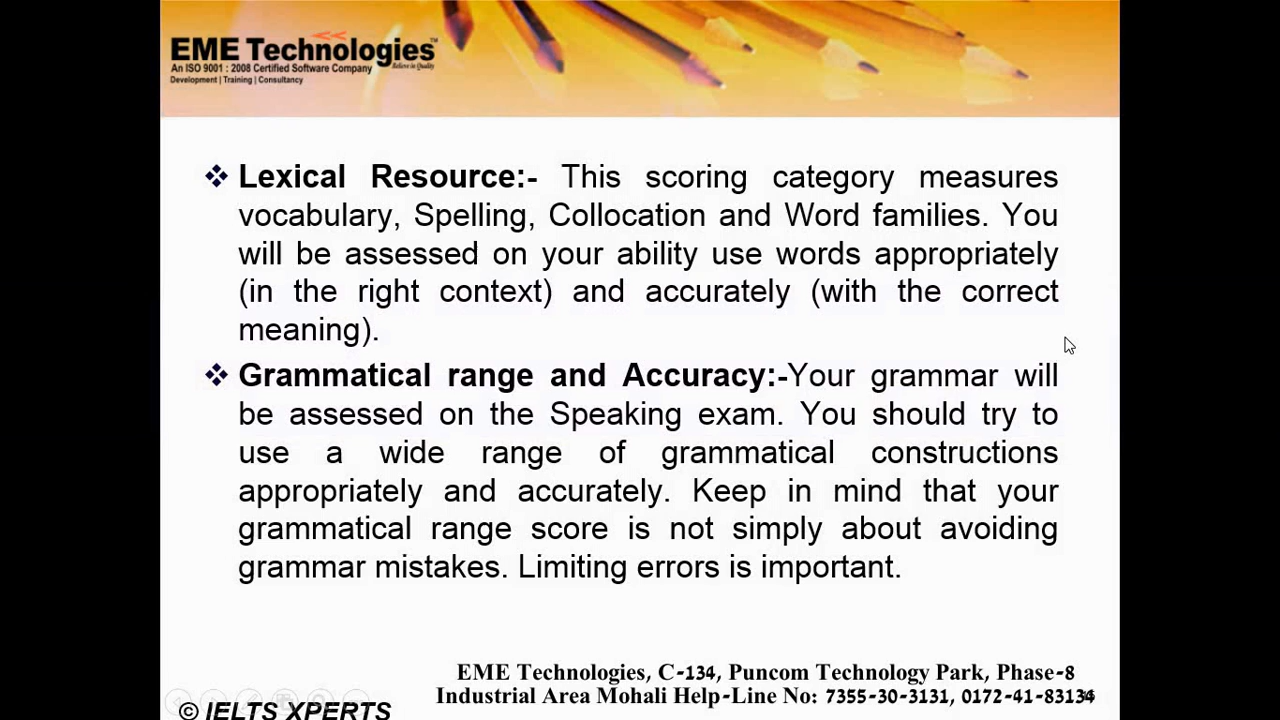 EME Technologies™
An ISO 9001 : 2008 Certified Software Company
Believe in Quality
Development | Training | Consultancy
❖ Lexical Resource:- This scoring category measures
vocabulary, Spelling, Collocation and Word families. You
will be assessed on your ability use words appropriately
(in the right context) and accurately (with the correct
meaning).
❖ Grammatical range and Accuracy:-Your grammar will
be assessed on the Speaking exam. You should try to
use a wide range of grammatical constructions
appropriately and accurately. Keep in mind that your
grammatical range score is not simply about avoiding
grammar mistakes. Limiting errors is important.
EME Technologies, C-134, Puncom Technology Park, Phase-8
Industrial Area Mohali Help-Line No: 7355-30-3131, 0172-41-83134
© IELTS XPERTS